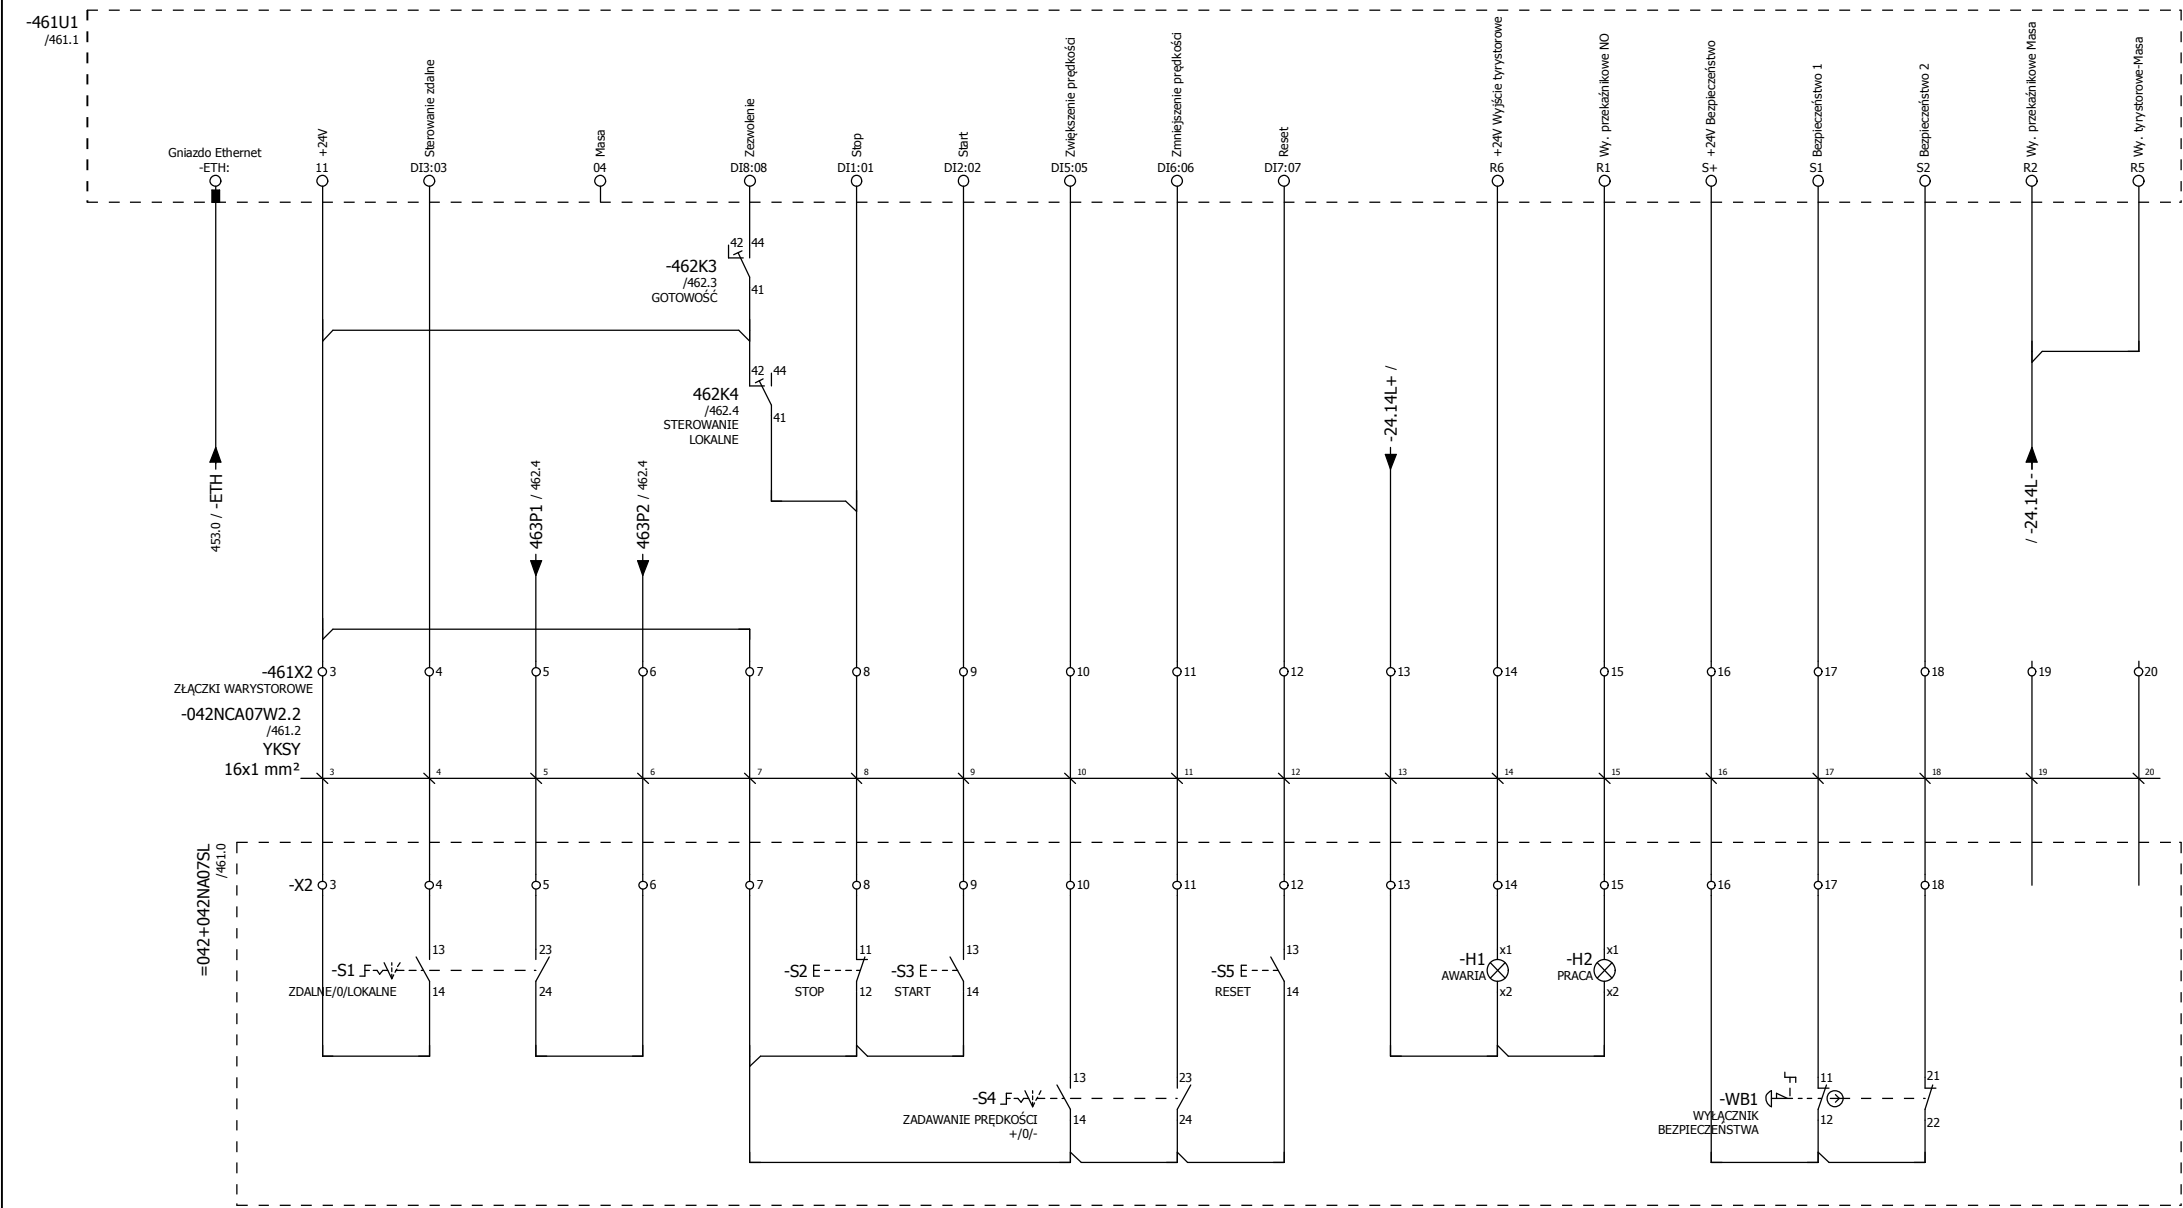 -461U1
/461.1
Gniazdo Ethernet
-ETH:
+24V
11
Sterowanie zdalne
DI3:03
Masa
04
Zezwolenie
DI8:08
Stop
DI1:01
Start
DI2:02
Zwiększenie prędkości
DI5:05
Zmniejszenie prędkości
DI6:06
Reset
DI7:07
+24V Wyjście tyrystorowe
R6
Wy. przekaźnikowe NO
R1
+24V Bezpieczeństwo
S+
Bezpieczeństwo 1
S1
Bezpieczeństwo 2
S2
Wy. przekaźnikowe Masa
R2
Wy. tyrystorowe-Masa
R5
42 44
-462K3
/462.3
GOTOWOŚĆ
41
42 44
462K4
/462.4
STEROWANIE
LOKALNE
41
453.0 / -ETH
463P1 / 462.4
463P2 / 462.4
-24.14L+ /
/ -24.14L-
-461X2 3 4 5 6 7 8 9 10 11 12 13 14 15 16 17 18 19 20
ZŁĄCZKI WARYSTOROWE
-042NCA07W2.2
/461.2
YKSY
16x1 mm²
3 4 5 6 7 8 9 10 11 12 13 14 15 16 17 18 19 20
=042+042NA07SL
/461.0
-X2 3 4 5 6 7 8 9 10 11 12 13 14 15 16 17 18
-S1
ZDALNE/0/LOKALNE
13
14
23
24
-S2 E
STOP
11
12
-S3 E
START
13
14
-S5 E
RESET
13
14
-H1
AWARIA
x1
x2
-H2
PRACA
x1
x2
-S4
ZADAWANIE PRĘDKOŚCI
+/0/-
13
14
23
24
-WB1
WYŁĄCZNIK
BEZPIECZEŃSTWA
11
12
21
22